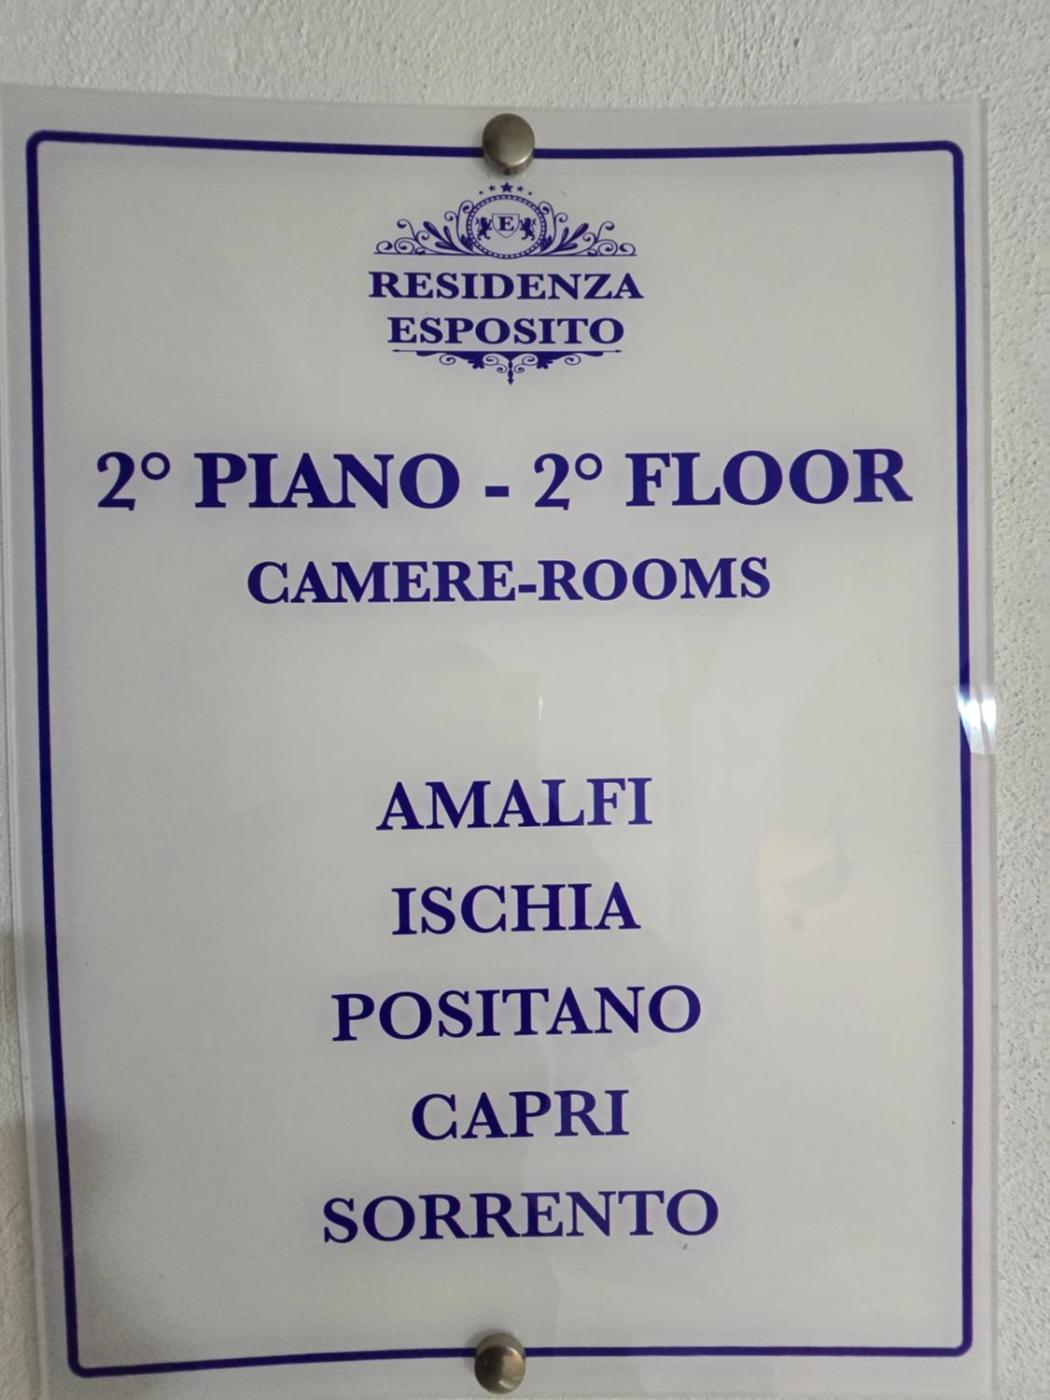 E
RESIDENZA
ESPOSITO
2° PIANO - 2° FLOOR
CAMERE-ROOMS
AMALFI
ISCHIA
POSITANO
CAPRI
SORRENTO